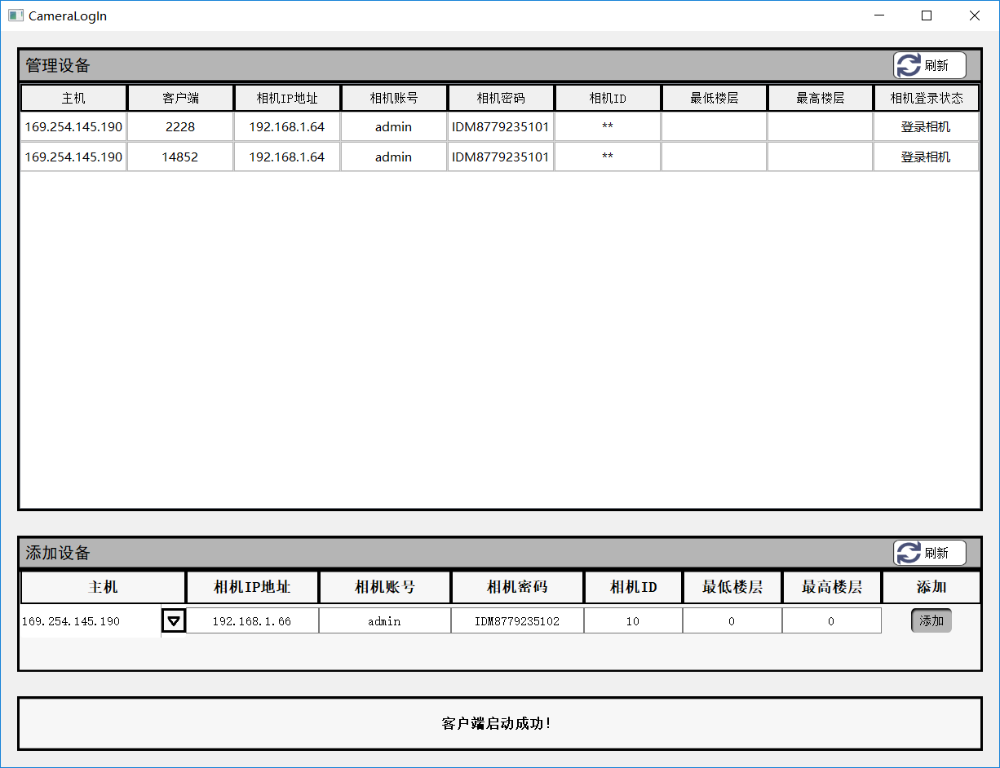 CameraLogIn
管理设备 刷新
主机 客户端 相机IP地址 相机账号 相机密码 相机ID 最低楼层 最高楼层 相机登录状态
169.254.145.190 2228 192.168.1.64 admin IDM8779235101 ** 登录相机
169.254.145.190 14852 192.168.1.64 admin IDM8779235101 ** 登录相机
添加设备 刷新
主机 相机IP地址 相机账号 相机密码 相机ID 最低楼层 最高楼层 添加
169.254.145.190 192.168.1.66 admin IDM8779235102 10 0 0 添加
客户端启动成功!